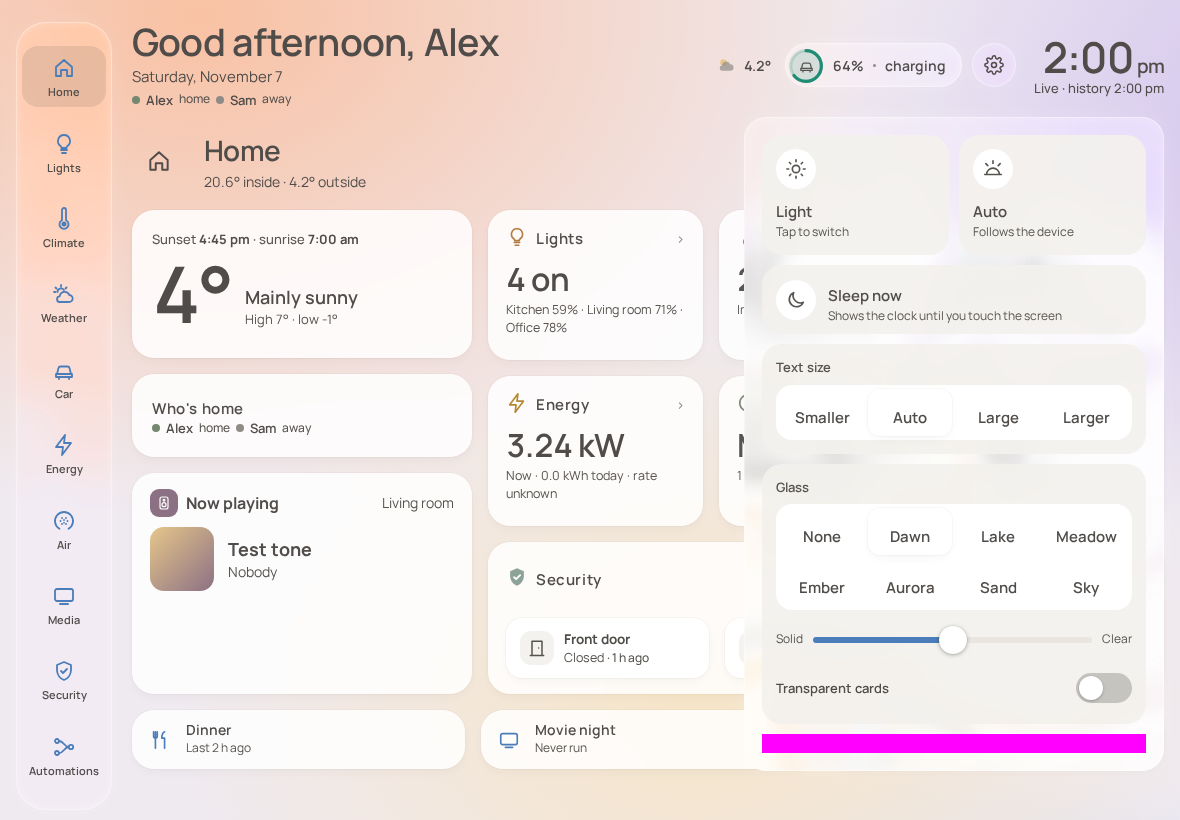 Good afternoon, Alex
Saturday, November 7
Alex home Sam away
4.2°
64% • charging
2:00 pm
Live · history 2:00 pm
Home
Lights
Climate
Weather
Car
Energy
Air
Media
Security
Automations
Home
20.6° inside · 4.2° outside
Sunset 4:45 pm · sunrise 7:00 am
4°
Mainly sunny
High 7° · low -1°
Who's home
Alex home Sam away
Now playing
Living room
Test tone
Nobody
Lights
4 on
Kitchen 59% · Living room 71% ·
Office 78%
Energy
3.24 kW
Now · 0.0 kWh today · rate
unknown
Security
Front door
Closed · 1 h ago
Dinner
Last 2 h ago
Movie night
Never run
Light
Tap to switch
Auto
Follows the device
Sleep now
Shows the clock until you touch the screen
Text size
Smaller Auto Large Larger
Glass
None Dawn Lake Meadow
Ember Aurora Sand Sky
Solid Clear
Transparent cards